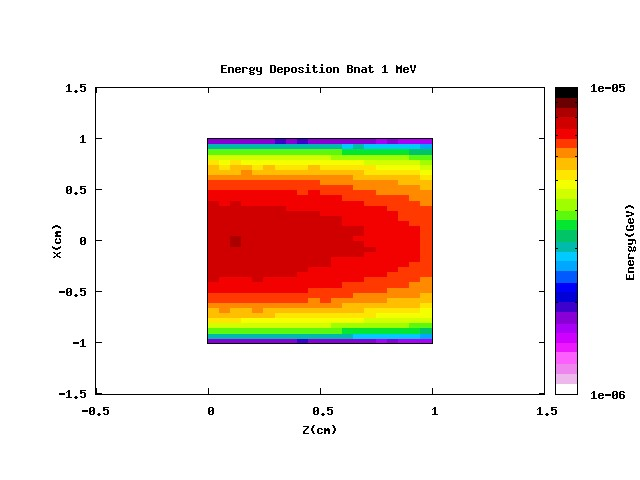 Energy Deposition Bnat 1 MeV
1.5
1
0.5
0
-0.5
-1
-1.5
X(cm)
-0.5
0
0.5
1
1.5
Z(cm)
1e-05
1e-06
Energy(GeV)